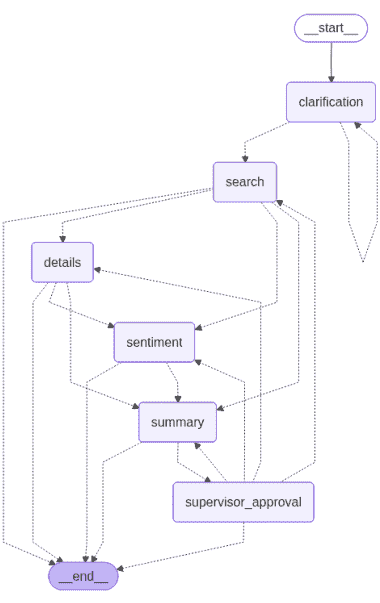 __start__
clarification
search
details
sentiment
summary
supervisor_approval
__end__